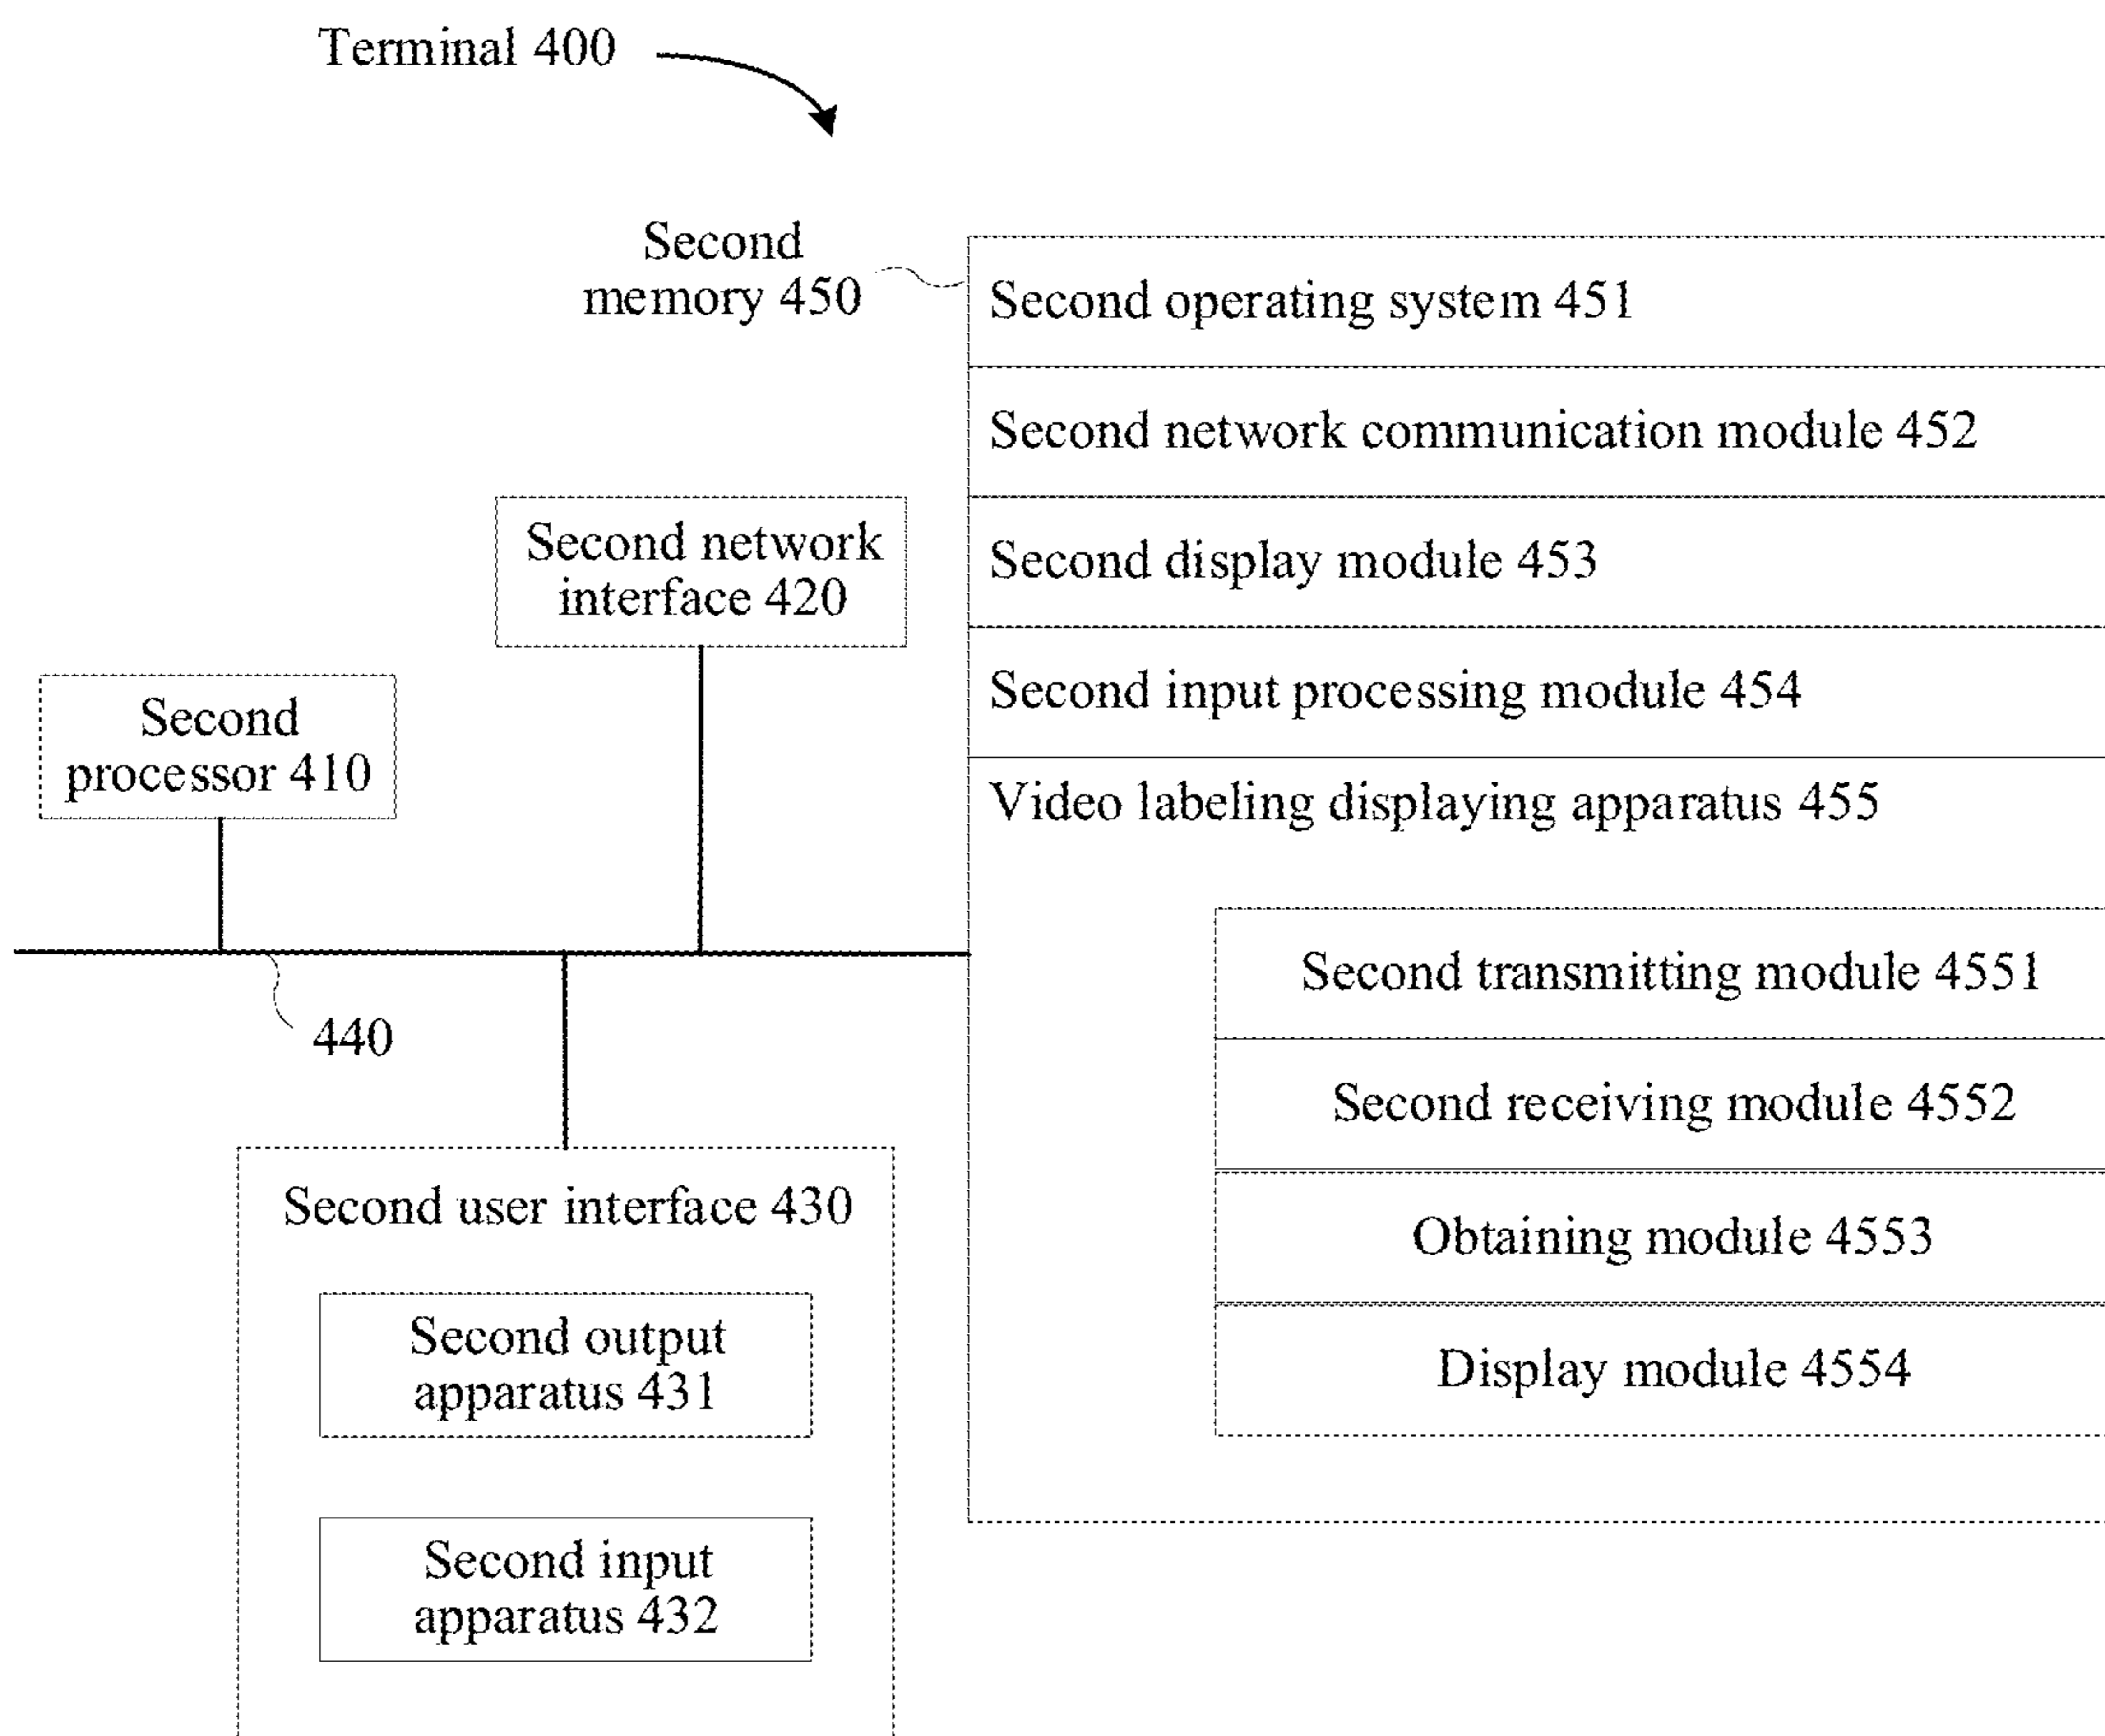 Terminal 400
Second
memory 450
Second operating system 451
Second network communication module 452
Second display module 453
Second input processing module 454
Video labeling displaying apparatus 455
Second transmitting module 4551
Second receiving module 4552
Obtaining module 4553
Display module 4554
Second network
interface 420
Second
processor 410
440
Second user interface 430
Second output
apparatus 431
Second input
apparatus 432